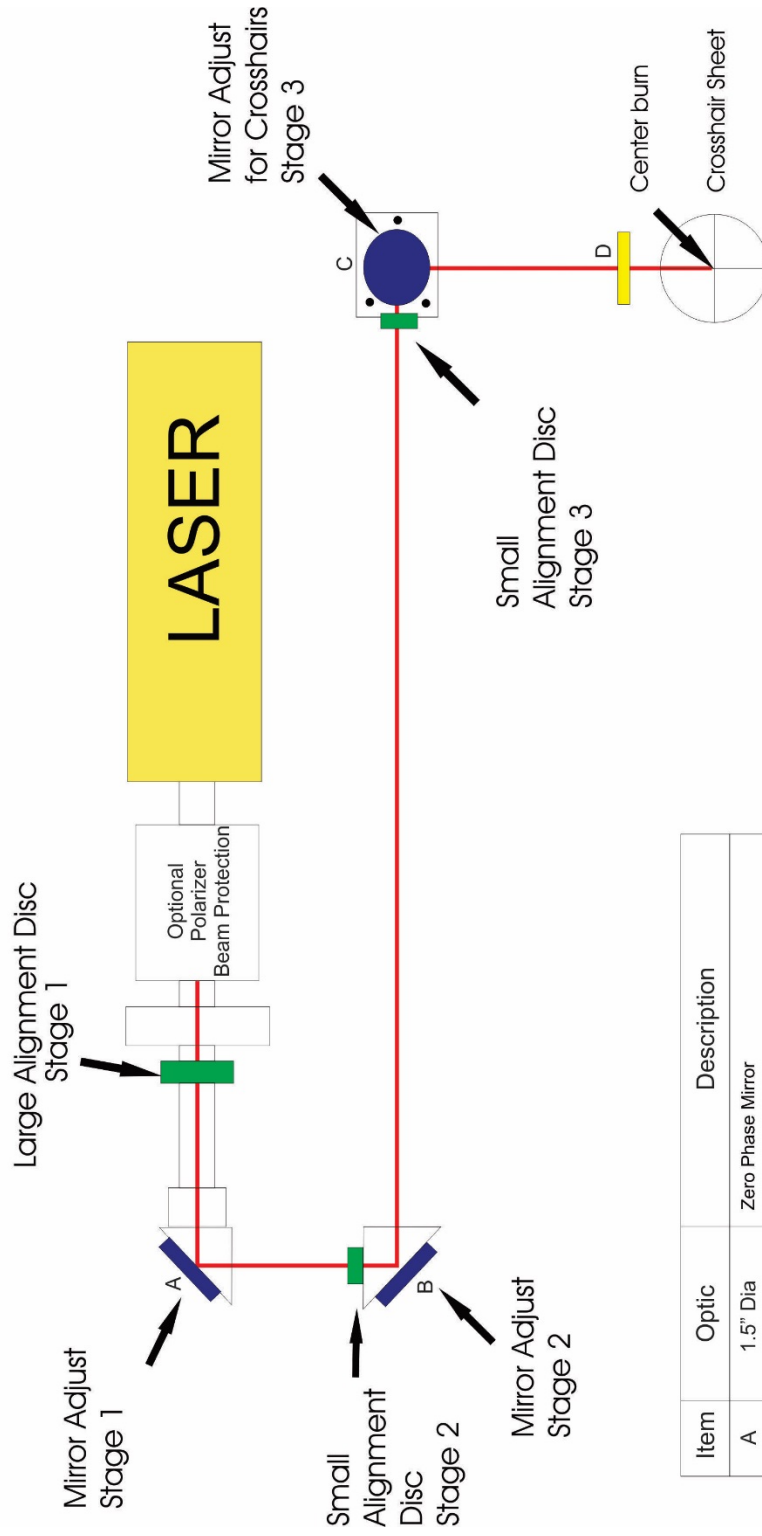 Large Alignment Disc
Stage 1
Mirror Adjust
Stage 1
A
Optional
Polarizer
Beam Protection
LASER
Small
Alignment
Disc
Stage 2
B
Mirror Adjust
Stage 2
Small
Alignment Disc
Stage 3
C
Mirror Adjust
for Crosshairs
Stage 3
D
Center burn
Crosshair Sheet
Item Optic Description
A 1.5” Dia Zero Phase Mirror